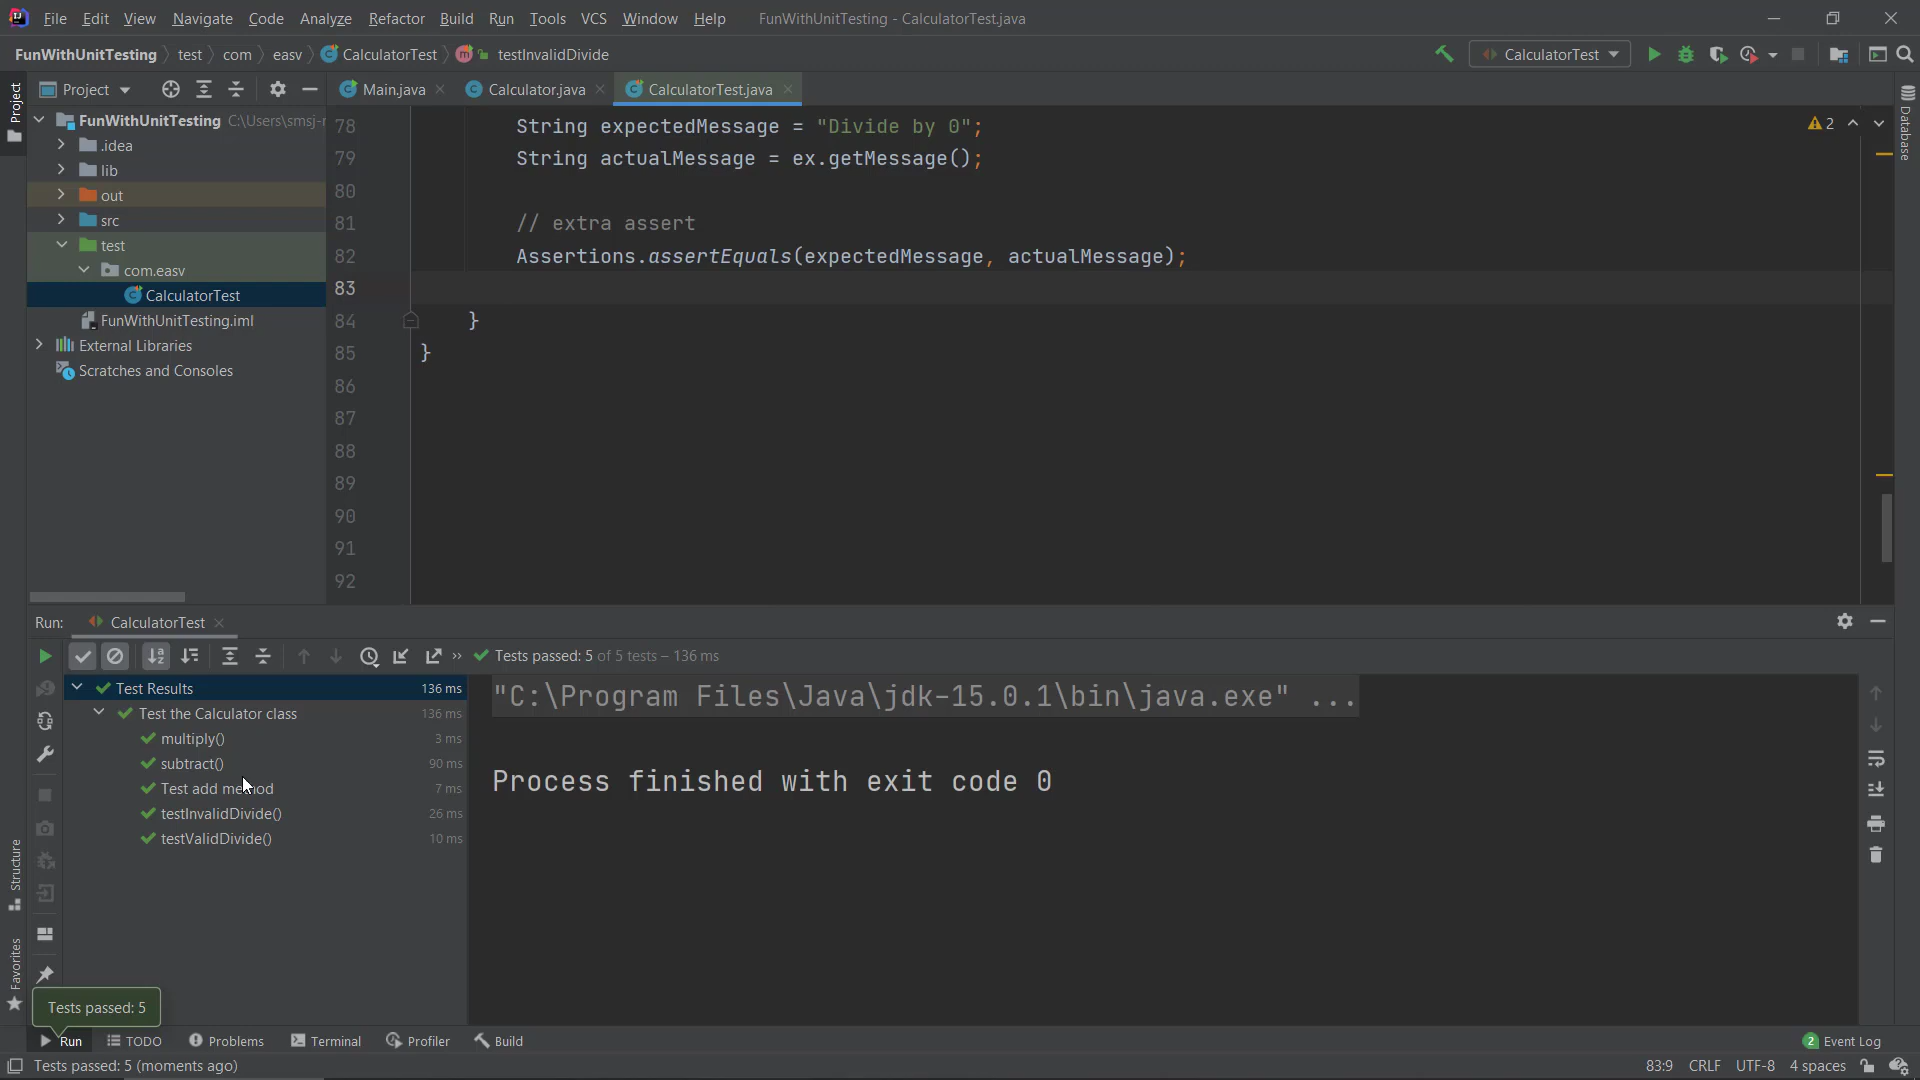 File Edit View Navigate Code Analyze Refactor Build Run Tools VCS Window Help FunWithUnitTesting - CalculatorTest.java
FunWithUnitTesting test com easv CalculatorTest testInvalidDivide CalculatorTest
Project
Main.java Calculator.java CalculatorTest.java
Project
Database
FunWithUnitTesting C:\Users\smsj-
.idea
lib
out
src
test
com.easv
CalculatorTest
FunWithUnitTesting.iml
External Libraries
Scratches and Consoles
78 String expectedMessage = "Divide by 0";
2
79 String actualMessage = ex.getMessage();
80
81 // extra assert
82 Assertions.assertEquals(expectedMessage, actualMessage);
83
84 }
85 }
86
87
88
89
90
91
92
Run: CalculatorTest
Tests passed: 5 of 5 tests – 136 ms
Test Results 136 ms
Test the Calculator class 136 ms
multiply() 3 ms
subtract() 90 ms
Test add method 7 ms
testInvalidDivide() 26 ms
testValidDivide() 10 ms
"C:\Program Files\Java\jdk-15.0.1\bin\java.exe" ...
Process finished with exit code 0
Structure
Favorites
Tests passed: 5
Run TODO Problems Terminal Profiler Build 2 Event Log
Tests passed: 5 (moments ago) 83:9 CRLF UTF-8 4 spaces